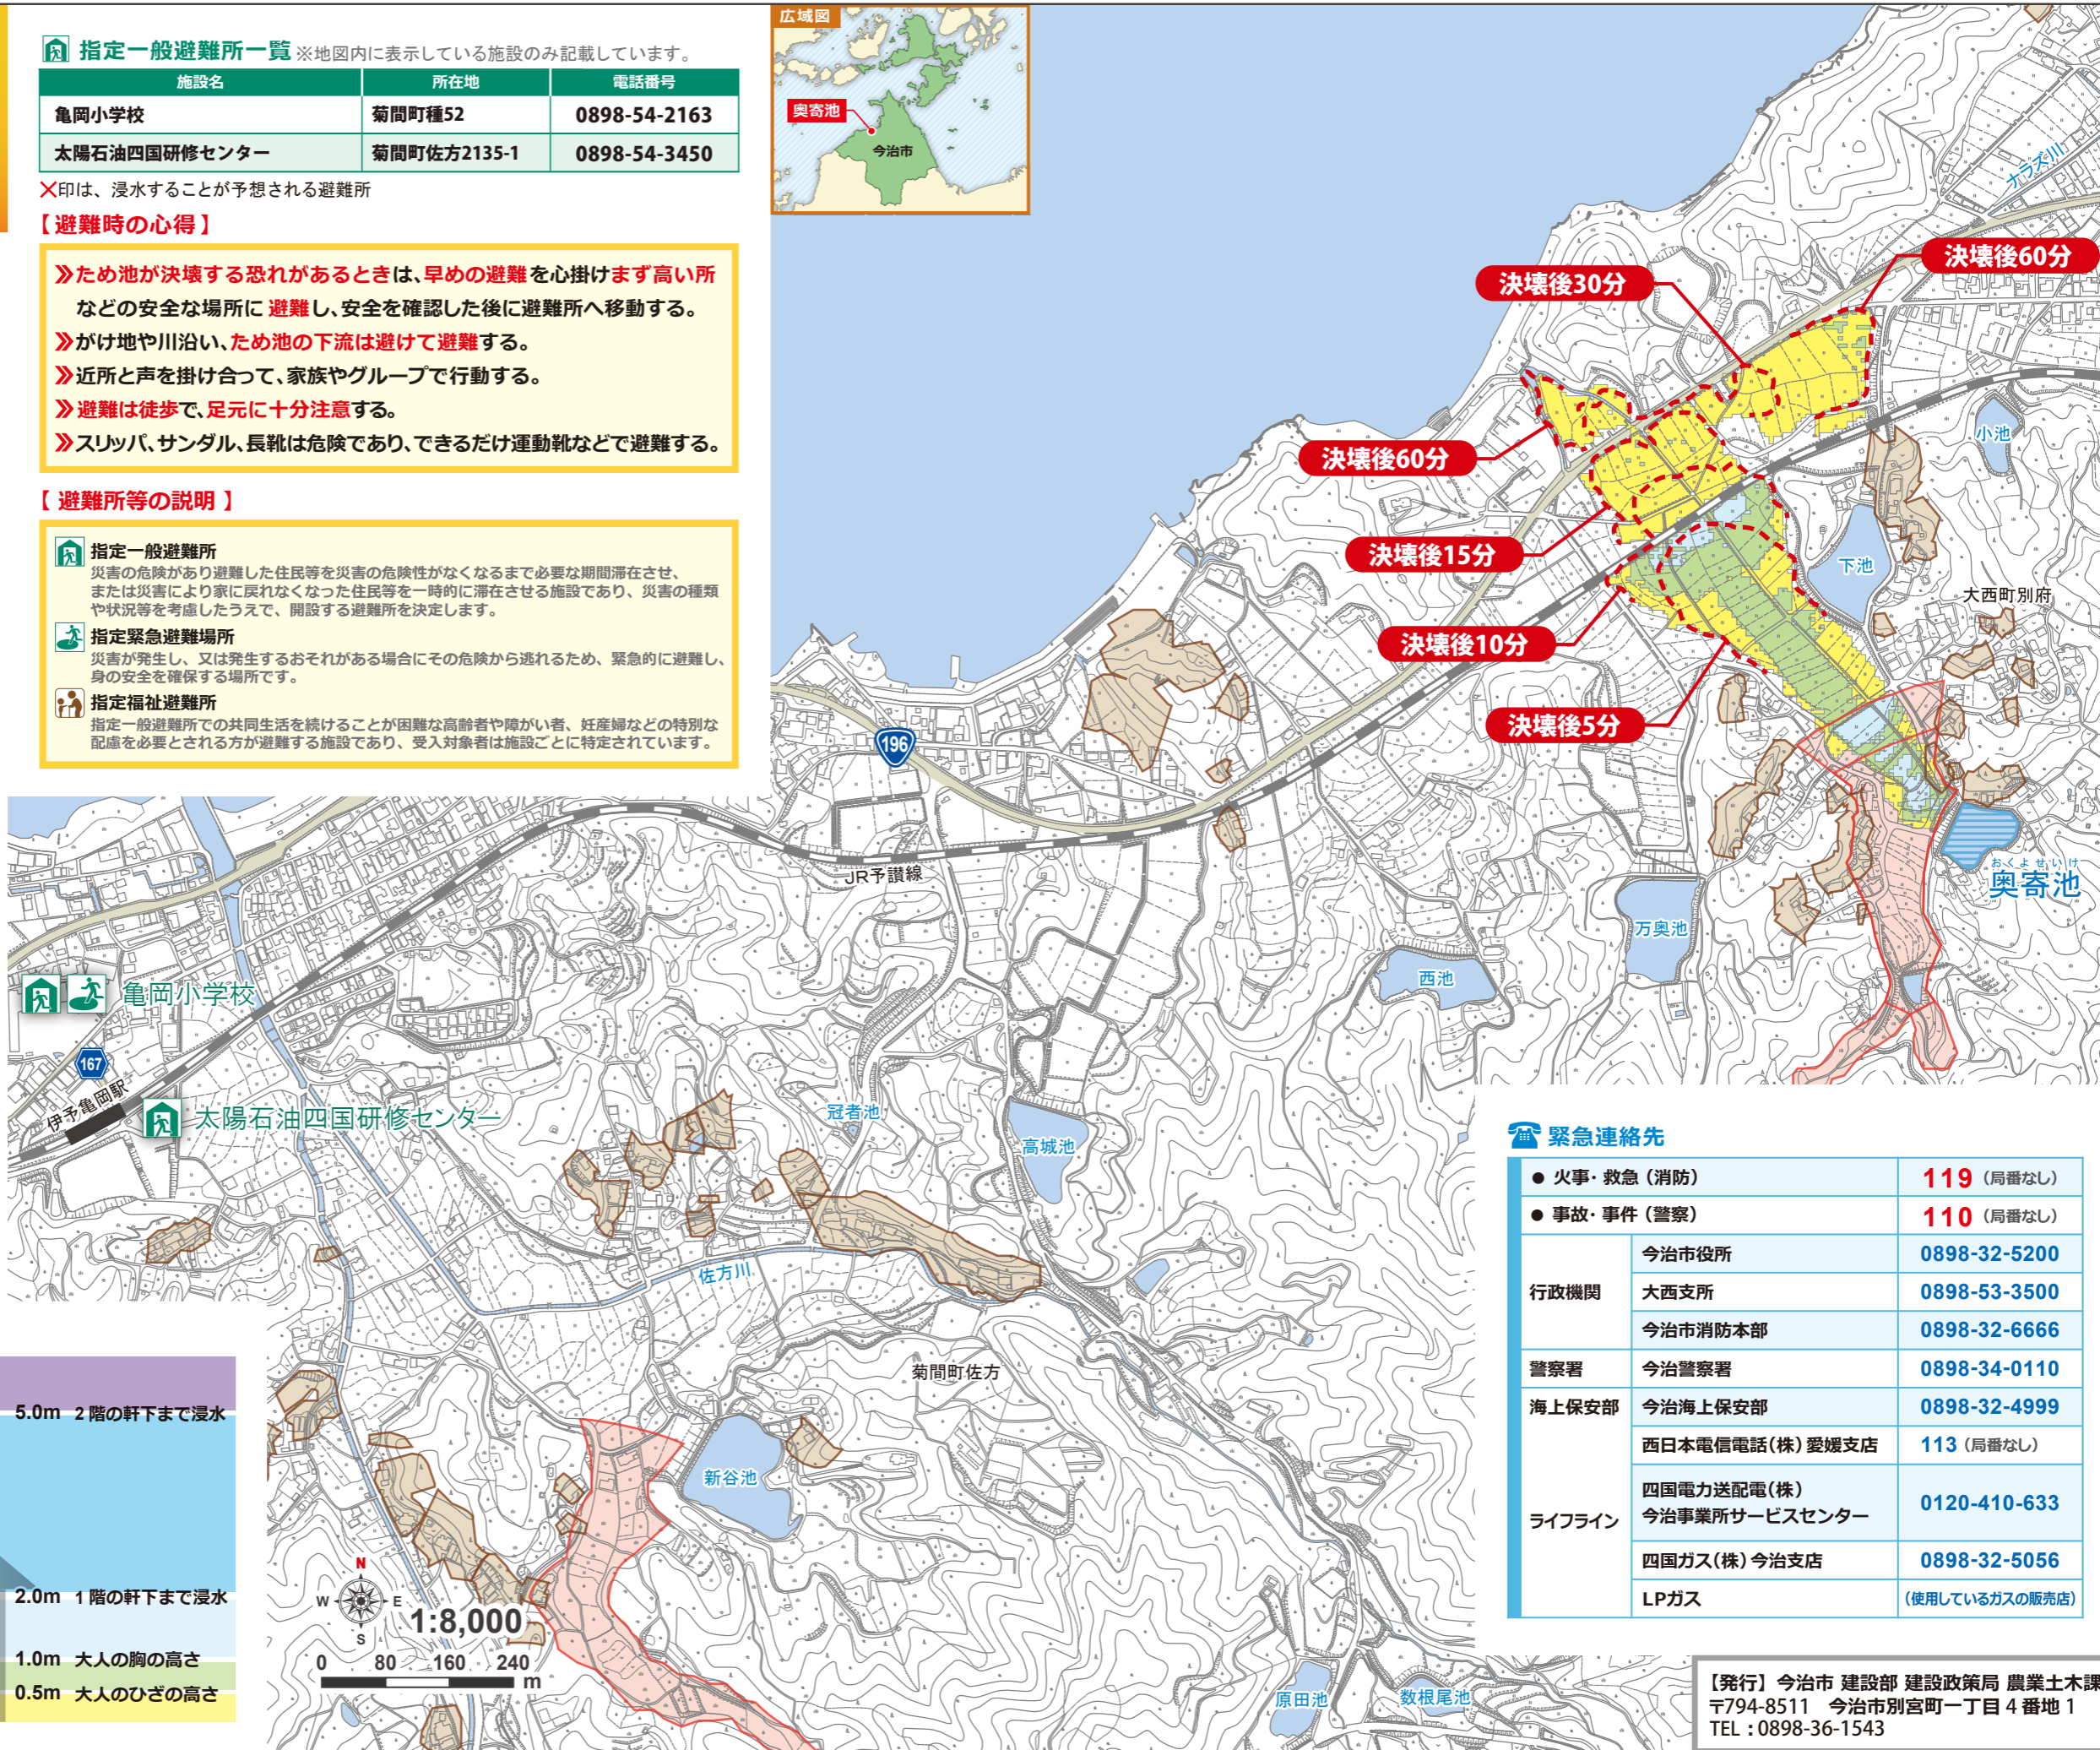 指定一般避難所一覧 ※地図内に表示している施設のみ記載しています。
施設名 所在地 電話番号
亀岡小学校 菊間町種52 0898-54-2163
太陽石油四国研修センター 菊間町佐方2135-1 0898-54-3450
×印は、浸水することが予想される避難所
【避難時の心得】
≫ため池が決壊する恐れがあるときは、早めの避難を心掛けまず高い所
などの安全な場所に避難し、安全を確認した後に避難所へ移動する。
≫がけ地や川沿い、ため池の下流は避けて避難する。
≫近所と声を掛け合って、家族やグループで行動する。
≫避難は徒歩で、足元に十分注意する。
≫スリッパ、サンダル、長靴は危険であり、できるだけ運動靴などで避難する。
【避難所等の説明】
指定一般避難所
災害の危険があり避難した住民等を災害の危険性がなくなるまで必要な期間滞在させ、
または災害により家に戻れなくなった住民等を一時的に滞在させる施設であり、災害の種類
や状況等を考慮したうえで、開設する避難所を決定します。
指定緊急避難場所
災害が発生し、又は発生するおそれがある場合にその危険から逃れるため、緊急的に避難し、
身の安全を確保する場所です。
指定福祉避難所
指定一般避難所での共同生活を続けることが困難な高齢者や障がい者、妊産婦などの特別な
配慮を必要とされる方が避難する施設であり、受入対象者は施設ごとに特定されています。
広域図
奥寄池
今治市
ナラズ川
決壊後60分
決壊後30分
決壊後60分
決壊後15分
決壊後10分
決壊後5分
小池
下池
大西町別府
196
JR予讃線
おくよせいけ
奥寄池
万奥池
西池
亀岡小学校
167
伊予亀岡駅
太陽石油四国研修センター
冠者池
高城池
佐方川
菊間町佐方
新谷池
原田池
数根尾池
緊急連絡先
● 火事・救急（消防） 119（局番なし）
● 事故・事件（警察） 110（局番なし）
行政機関
今治市役所 0898-32-5200
大西支所 0898-53-3500
今治市消防本部 0898-32-6666
警察署 今治警察署 0898-34-0110
海上保安部 今治海上保安部 0898-32-4999
ライフライン
西日本電信電話(株)愛媛支店 113（局番なし）
四国電力送配電(株)
今治事業所サービスセンター 0120-410-633
四国ガス(株)今治支店 0898-32-5056
LPガス (使用しているガスの販売店)
5.0m 2階の軒下まで浸水
2.0m 1階の軒下まで浸水
1.0m 大人の胸の高さ
0.5m 大人のひざの高さ
N
W E
S
1:8,000
0 80 160 240
m
【発行】今治市 建設部 建設政策局 農業土木課
〒794-8511 今治市別宮町一丁目4番地1
TEL：0898-36-1543